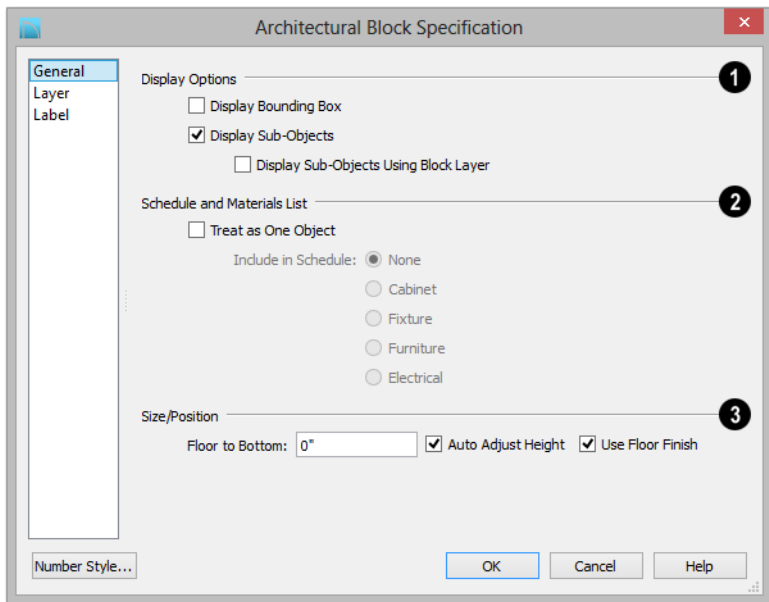 Architectural Block Specification
General
Layer
Label
Display Options
1
Display Bounding Box
Display Sub-Objects
Display Sub-Objects Using Block Layer
Schedule and Materials List
2
Treat as One Object
Include in Schedule: None
Cabinet
Fixture
Furniture
Electrical
Size/Position
3
Floor to Bottom: 0" Auto Adjust Height Use Floor Finish
Number Style... OK Cancel Help